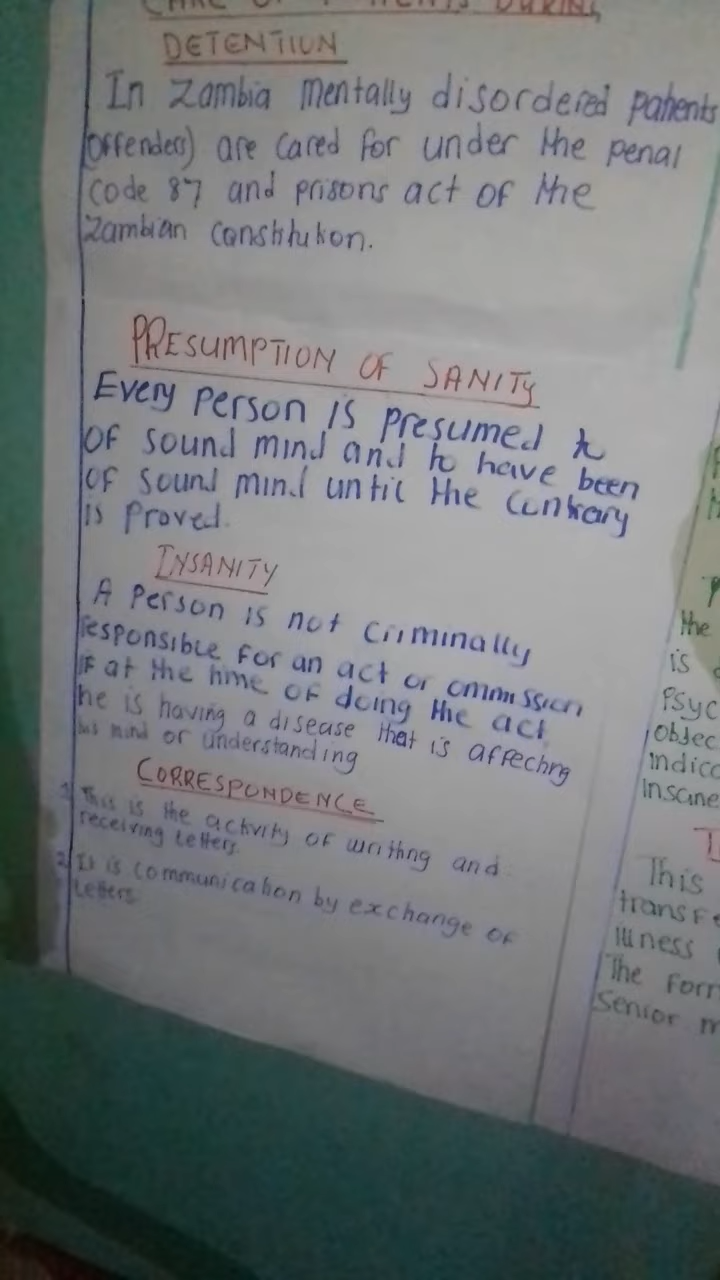 CARE OF PATIENTS DURING
DETENTION
In Zambia mentally disordered patients
(offenders) are cared for under the penal
code 87 and prisons act of the
Zambian constitution.
PRESUMPTION OF SANITY
Every person is presumed to
of sound mind and to have been
of sound mind until the contrary
is proved.
INSANITY
A person is not criminally
responsible for an act or ommission
if at the time of doing the act
he is having a disease that is affecting
his mind or understanding
CORRESPONDENCE
1 This is the activity of writing and
receiving letters.
2. It is communication by exchange of
letters.
the
is
Psyc
objec
indica
insane
This
transfe
illness
The form
Senior m